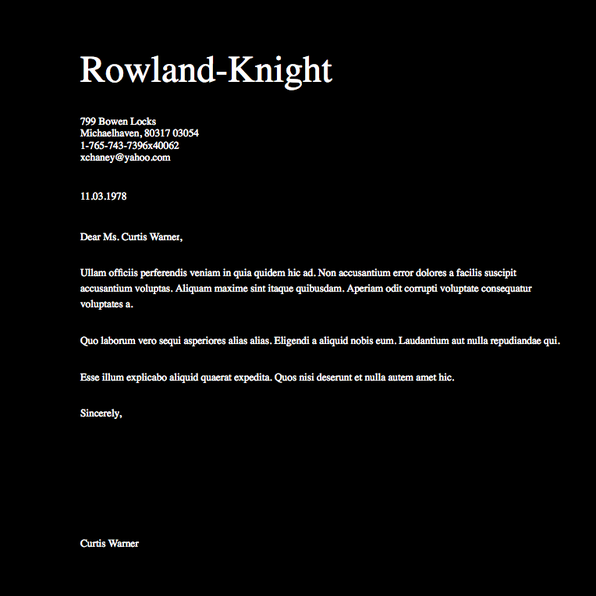 Rowland-Knight
799 Bowen Locks
Michaelhaven, 80317 03054
1-765-743-7396x40062
xchaney@yahoo.com
11.03.1978
Dear Ms. Curtis Warner,
Ullam officiis perferendis veniam in quia quidem hic ad. Non accusantium error dolores a facilis suscipit
accusantium voluptas. Aliquam maxime sint itaque quibusdam. Aperiam odit corrupti voluptate consequatur
voluptates a.
Quo laborum vero sequi asperiores alias alias. Eligendi a aliquid nobis eum. Laudantium aut nulla repudiandae qui.
Esse illum explicabo aliquid quaerat expedita. Quos nisi deserunt et nulla autem amet hic.
Sincerely,
Curtis Warner